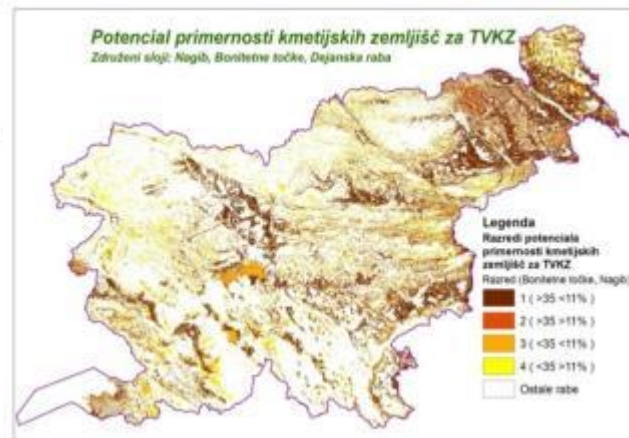 Potencial primernosti kmetijskih zemljišč za TVKZ
Združeni sloji: Nagib, Bonitetne točke, Dejanska raba
Legenda
Razredi potenciala
primernosti kmetijskih
zemljišč za TVKZ
Razred (Bonitetne točke, Nagib)
1 ( >35 <11% )
2 ( >35 >11% )
3 ( <35 <11% )
4 ( <35 >11% )
Ostale rabe